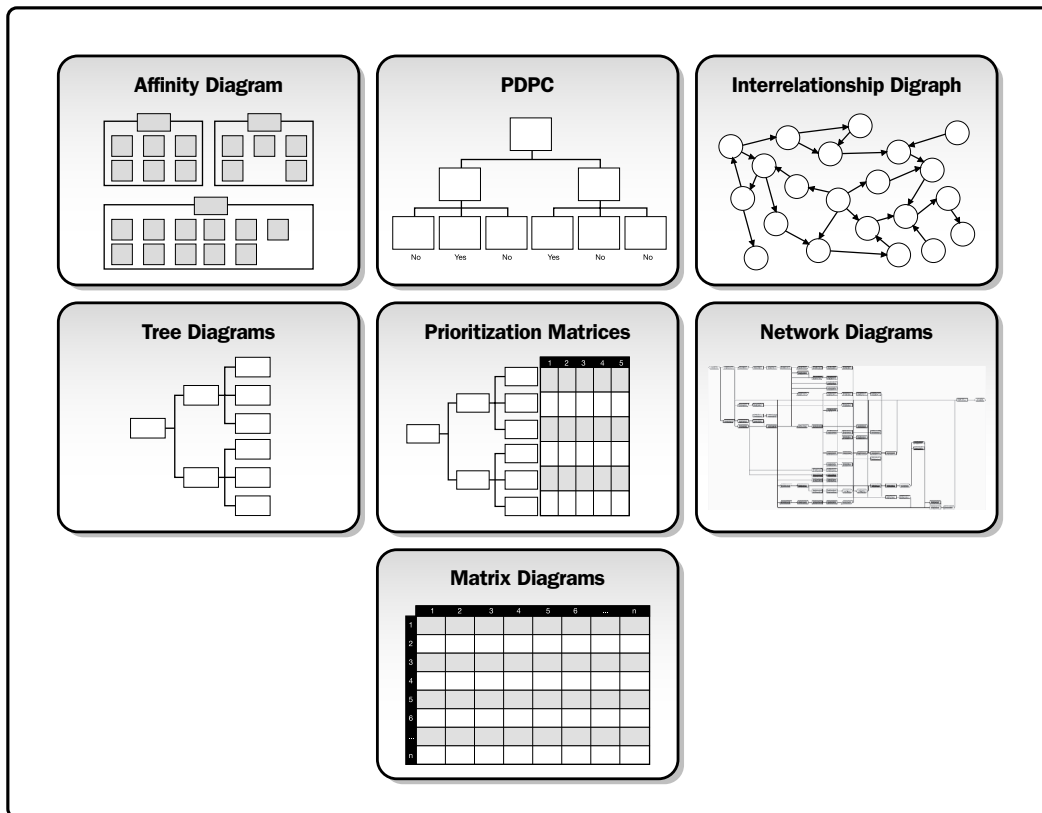 Affinity Diagram
PDPC
No Yes No Yes No No
Interrelationship Digraph
Tree Diagrams
Prioritization Matrices
1 2 3 4 5
Network Diagrams
Matrix Diagrams
1 2 3 4 5 6 ... n
1
2
3
4
5
6
...
n